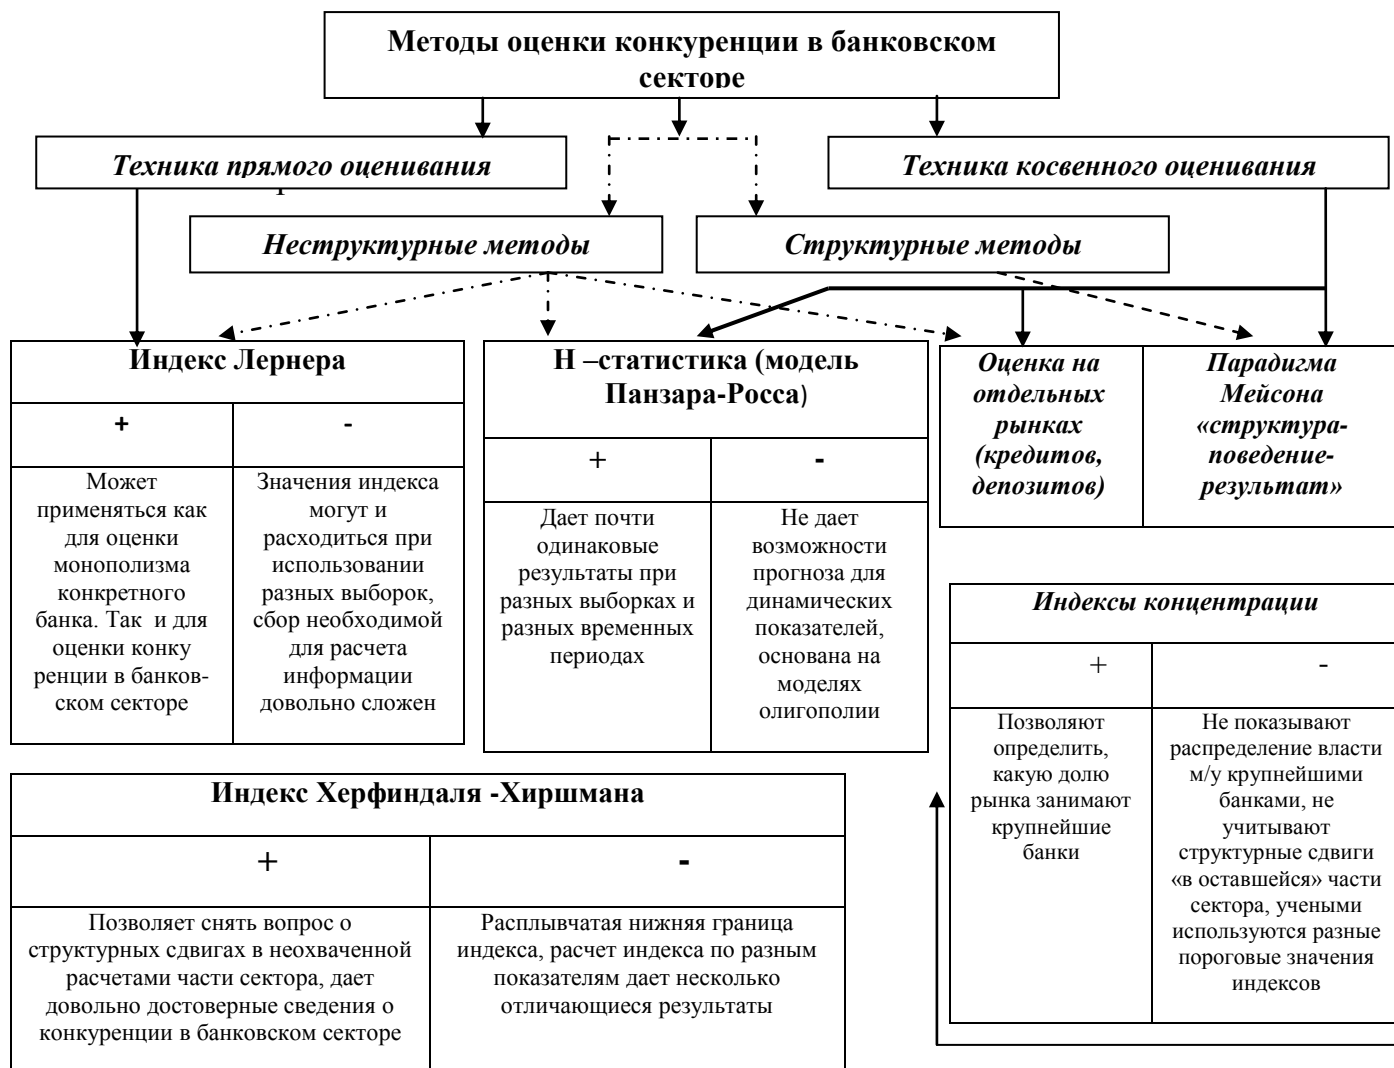 Методы оценки конкуренции в банковском
секторе
Техника прямого оценивания
Техника косвенного оценивания
Неструктурные методы
Структурные методы
Индекс Лернера
+
-
Может
применяться как
для оценки
монополизма
конкретного
банка. Так и для
оценки конку
ренции в банков-
ском секторе
Значения индекса
могут и
расходиться при
использовании
разных выборок,
сбор необходимой
для расчета
информации
довольно сложен
Н –статистика (модель
Панзара-Росса)
+
-
Дает почти
одинаковые
результаты при
разных выборках и
разных временных
периодах
Не дает
возможности
прогноза для
динамических
показателей,
основана на
моделях
олигополии
Оценка на
отдельных
рынках
(кредитов,
депозитов)
Парадигма
Мейсона
«структура-
поведение-
результат»
Индексы концентрации
+
-
Позволяют
определить,
какую долю
рынка занимают
крупнейшие
банки
Не показывают
распределение власти
м/у крупнейшими
банками, не
учитывают
структурные сдвиги
«в оставшейся» части
сектора, учеными
используются разные
пороговые значения
индексов
Индекс Херфиндаля -Хиршмана
+
-
Позволяет снять вопрос о
структурных сдвигах в неохваченной
расчетами части сектора, дает
довольно достоверные сведения о
конкуренции в банковском секторе
Расплывчатая нижняя граница
индекса, расчет индекса по разным
показателям дает несколько
отличающиеся результаты